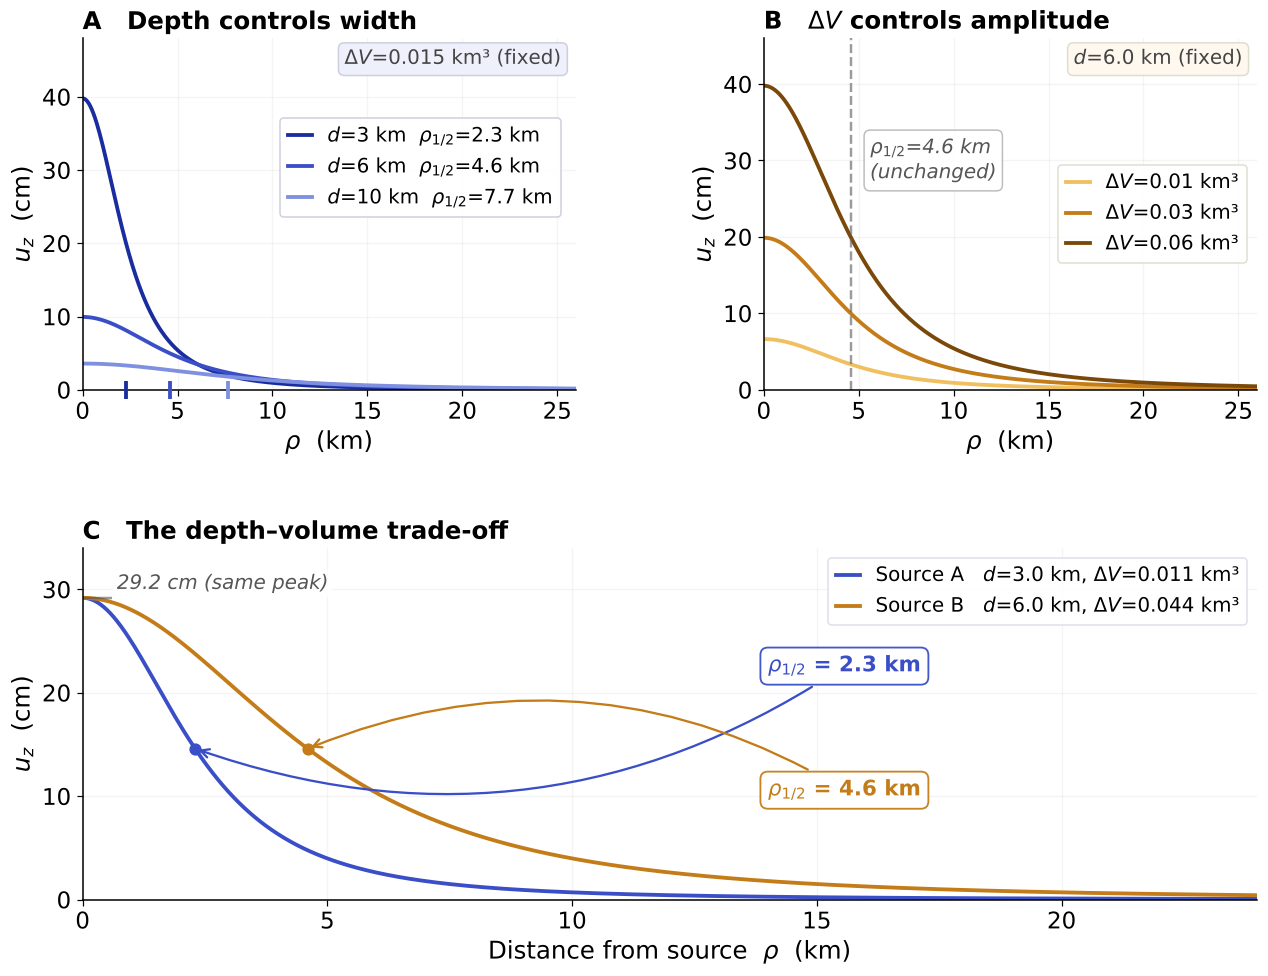 A Depth controls width
ΔV=0.015 km³ (fixed)
d=3 km ρ1/2=2.3 km
d=6 km ρ1/2=4.6 km
d=10 km ρ1/2=7.7 km
uz (cm)
40
30
20
10
0
0 5 10 15 20 25
ρ (km)
B ΔV controls amplitude
d=6.0 km (fixed)
ρ1/2=4.6 km
(unchanged)
ΔV=0.01 km³
ΔV=0.03 km³
ΔV=0.06 km³
uz (cm)
40
30
20
10
0
0 5 10 15 20 25
ρ (km)
C The depth–volume trade-off
29.2 cm (same peak)
Source A d=3.0 km, ΔV=0.011 km³
Source B d=6.0 km, ΔV=0.044 km³
ρ1/2 = 2.3 km
ρ1/2 = 4.6 km
uz (cm)
30
20
10
0
0 5 10 15 20
Distance from source ρ (km)